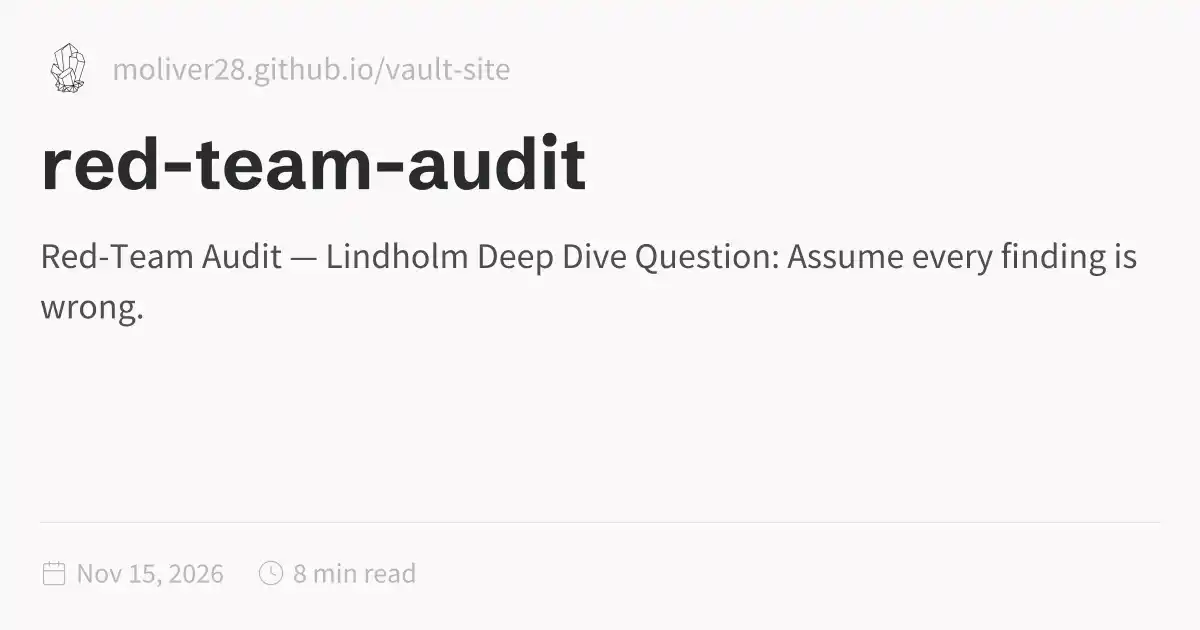 moliver28.github.io/vault-site
red-team-audit
Red-Team Audit — Lindholm Deep Dive Question: Assume every finding is
wrong.
Nov 15, 2026 8 min read